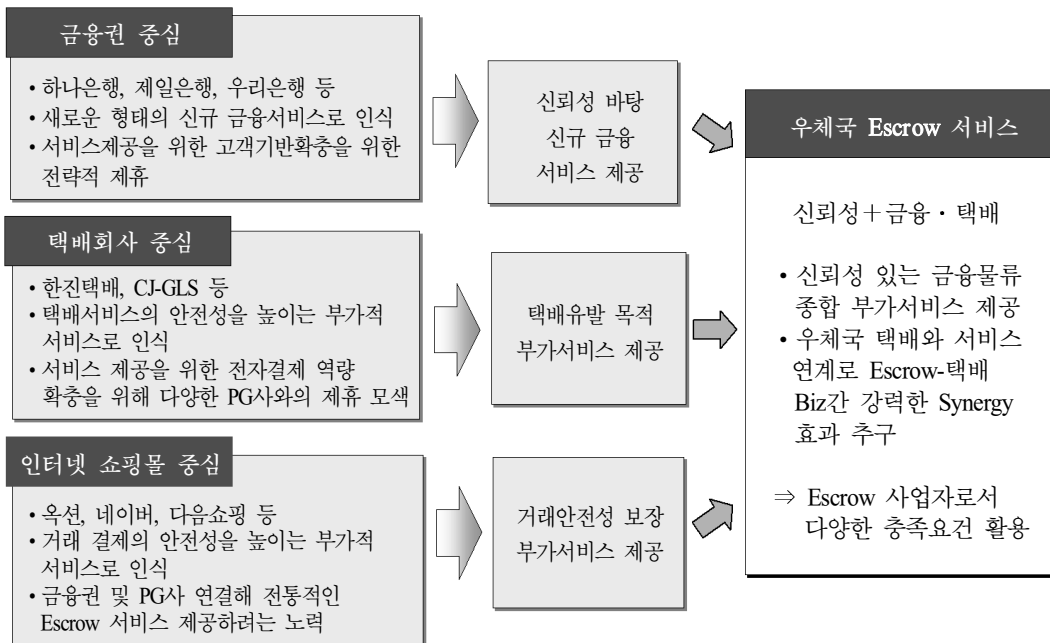 금융권 중심
• 하나은행, 제일은행, 우리은행 등
• 새로운 형태의 신규 금융서비스로 인식
• 서비스제공을 위한 고객기반확충을 위한
전략적 제휴
신뢰성 바탕
신규 금융
서비스 제공
택배회사 중심
• 한진택배, CJ-GLS 등
• 택배서비스의 안전성을 높이는 부가적
서비스로 인식
• 서비스 제공을 위한 전자결제 역량
확충을 위해 다양한 PG사와의 제휴 모색
택배유발 목적
부가서비스 제공
인터넷 쇼핑몰 중심
• 옥션, 네이버, 다음쇼핑 등
• 거래 결제의 안전성을 높이는 부가적
서비스로 인식
• 금융권 및 PG사 연결해 전통적인
Escrow 서비스 제공하려는 노력
거래안전성 보장
부가서비스 제공
우체국 Escrow 서비스
신뢰성+금융·택배
• 신뢰성 있는 금융물류
종합 부가서비스 제공
• 우체국 택배와 서비스
연계로 Escrow-택배
Biz간 강력한 Synergy
효과 추구
⇒ Escrow 사업자로서
다양한 충족요건 활용